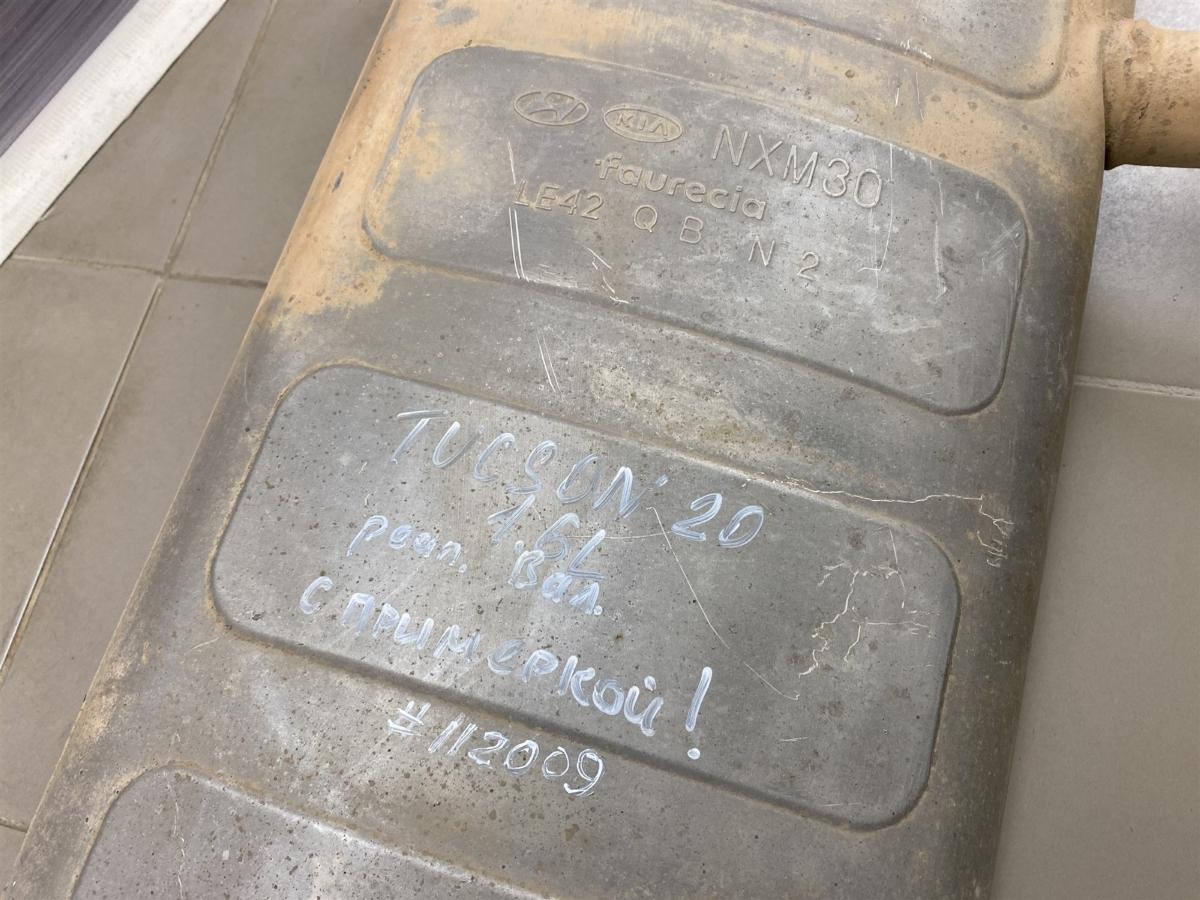 KIA NXM30
faurecia
LE42 Q B N 2
TUCSON 20
1.6L
реал. Вал.
с примеркой!
#112009